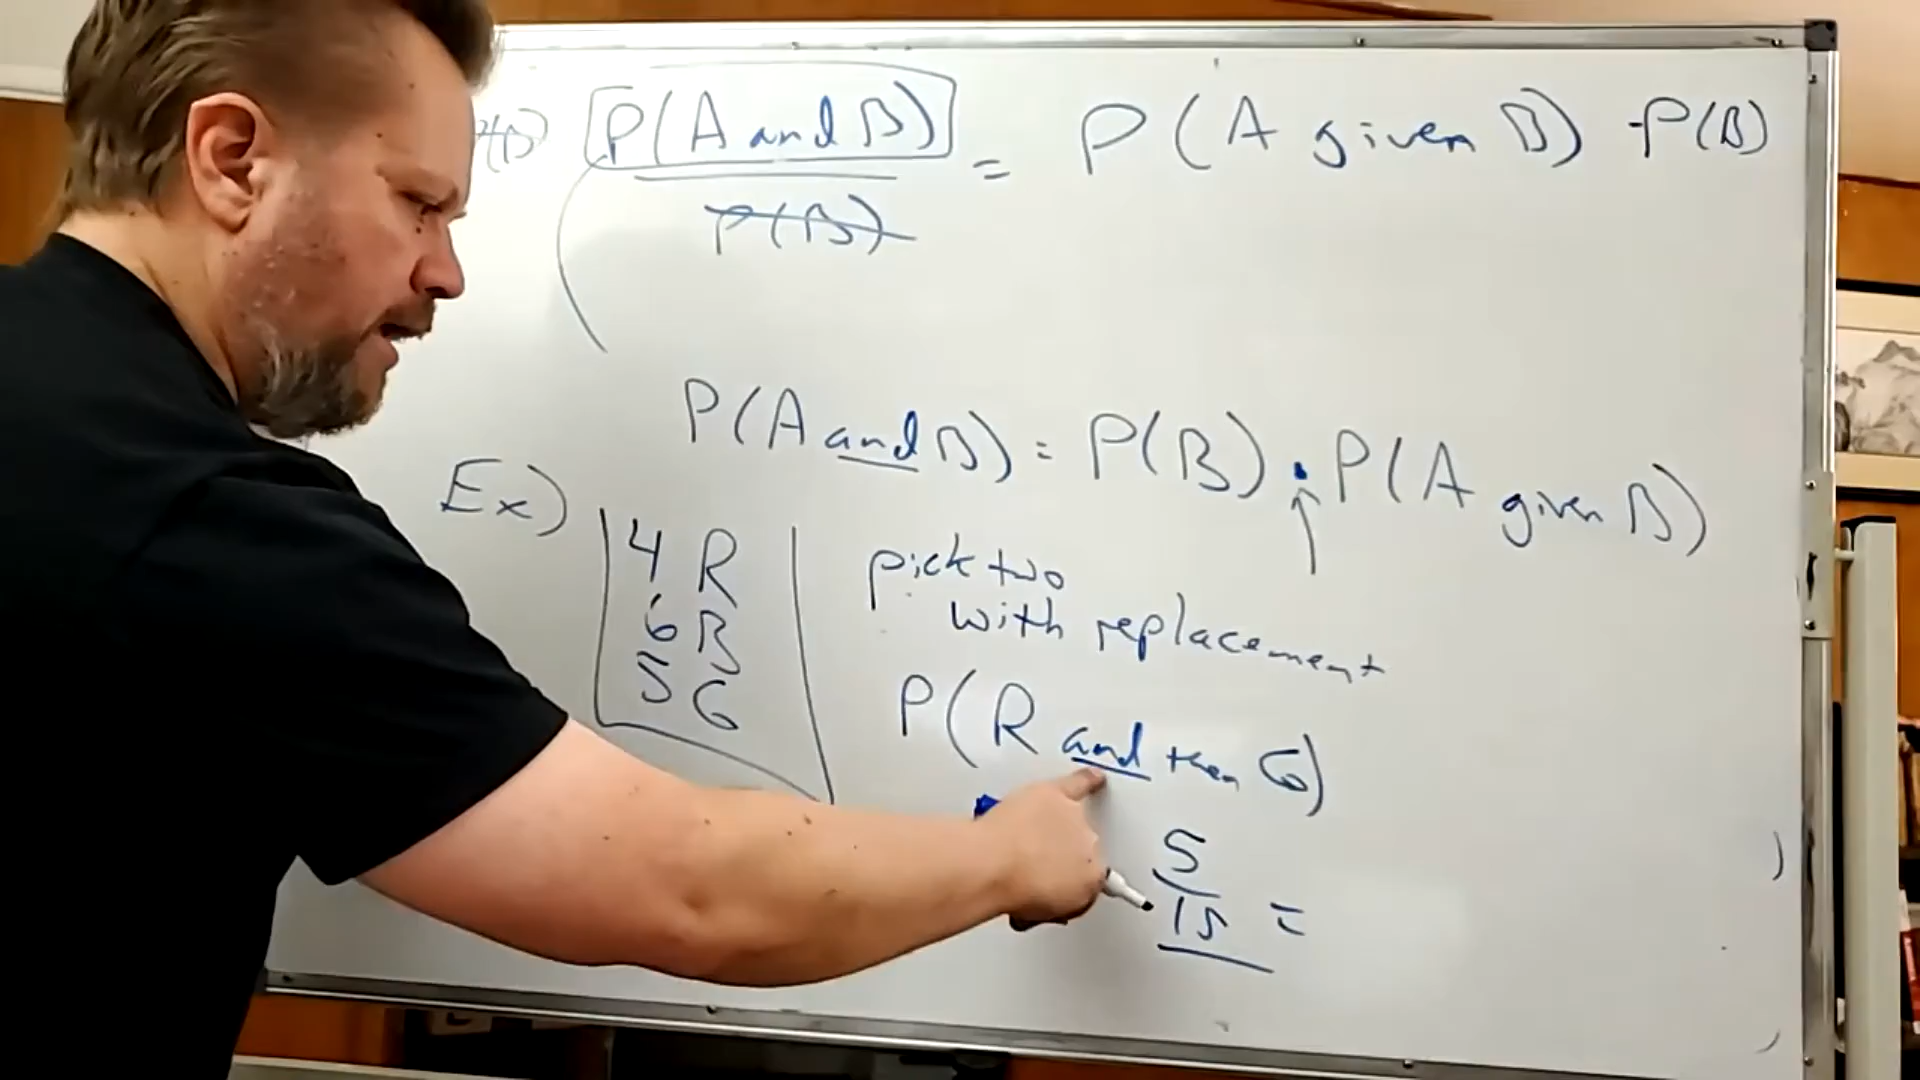 P(A and B) = P(A given B) · P(B)
P(B)
P(A and B) = P(B) · P(A given B)
Ex)
4 R
6 B
5 G
pick two
with replacement
P(R and then G)
5
15 =